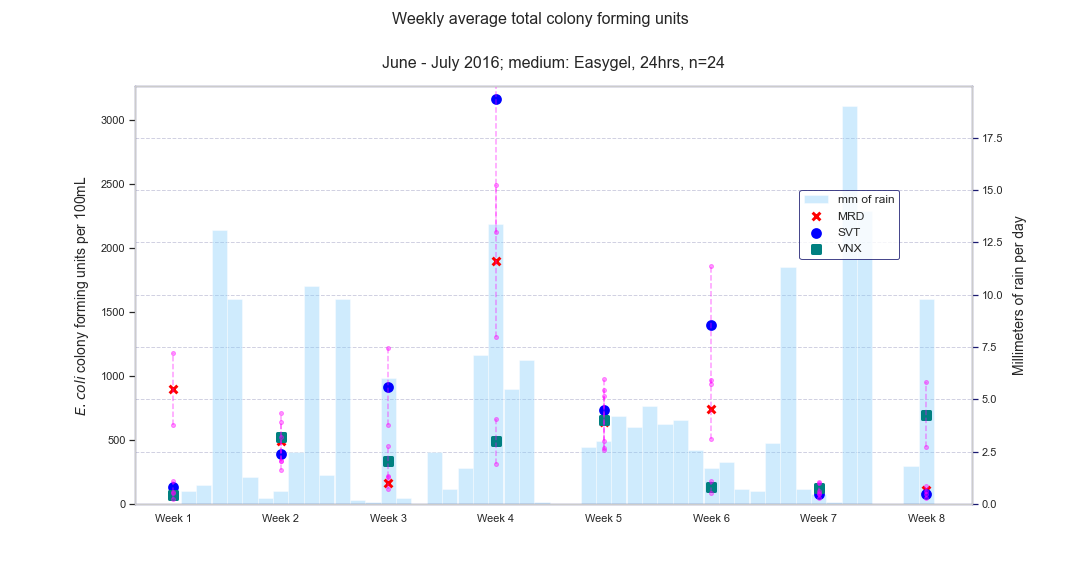 Weekly average total colony forming units
June - July 2016; medium: Easygel, 24hrs, n=24
E. coli colony forming units per 100mL
3000
2500
2000
1500
1000
500
0
17.5
15.0
12.5
10.0
7.5
5.0
2.5
0.0
Millimeters of rain per day
mm of rain
MRD
SVT
VNX
Week 1 Week 2 Week 3 Week 4 Week 5 Week 6 Week 7 Week 8